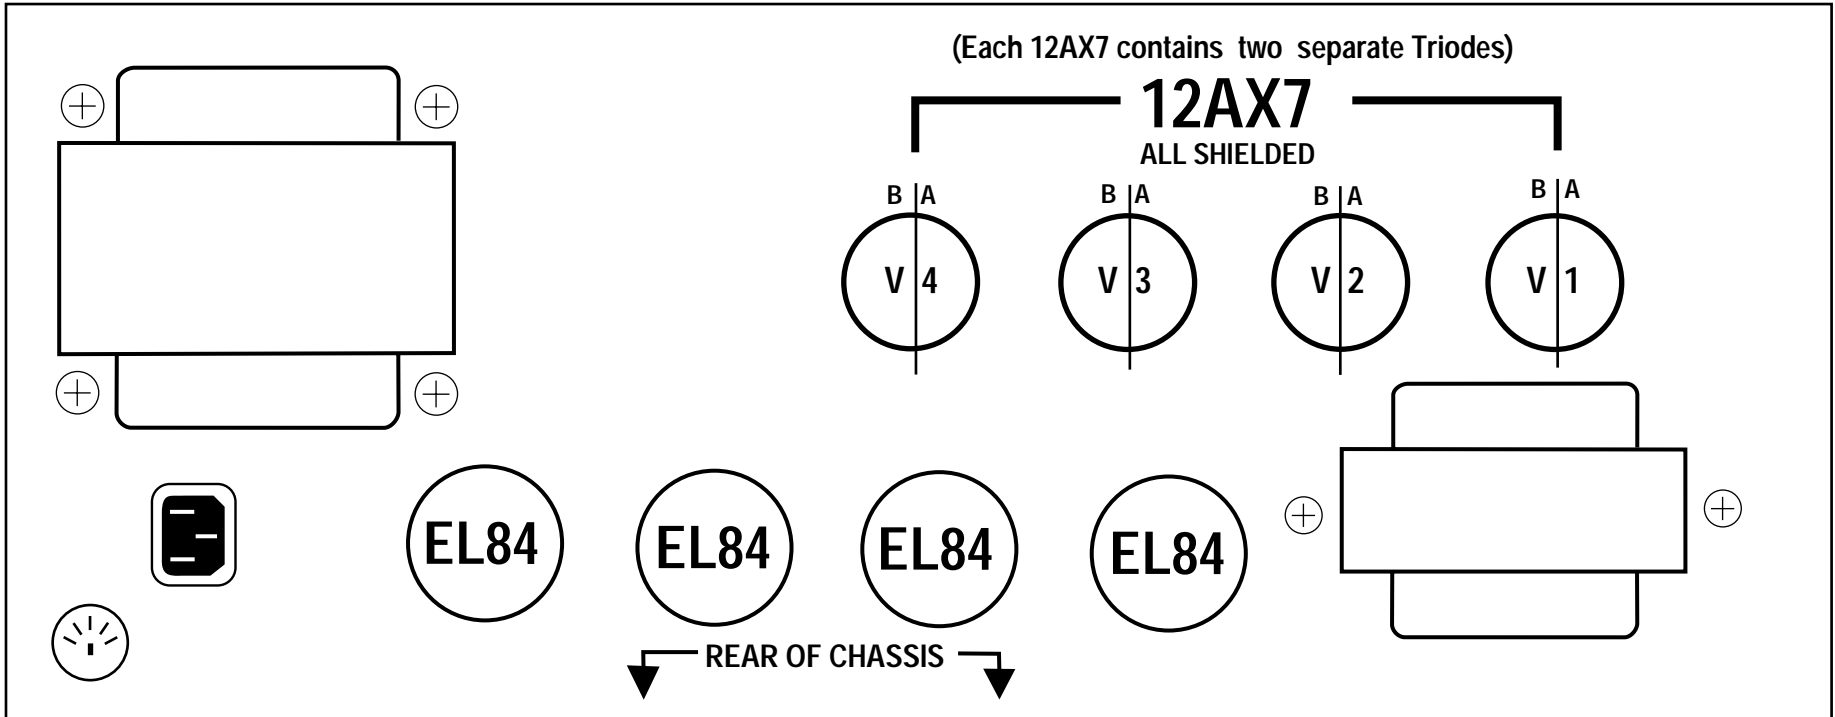 (Each 12AX7 contains two separate Triodes)
12AX7
ALL SHIELDED
B A B A B A B A
V 4 V 3 V 2 V 1
EL84 EL84 EL84 EL84
REAR OF CHASSIS